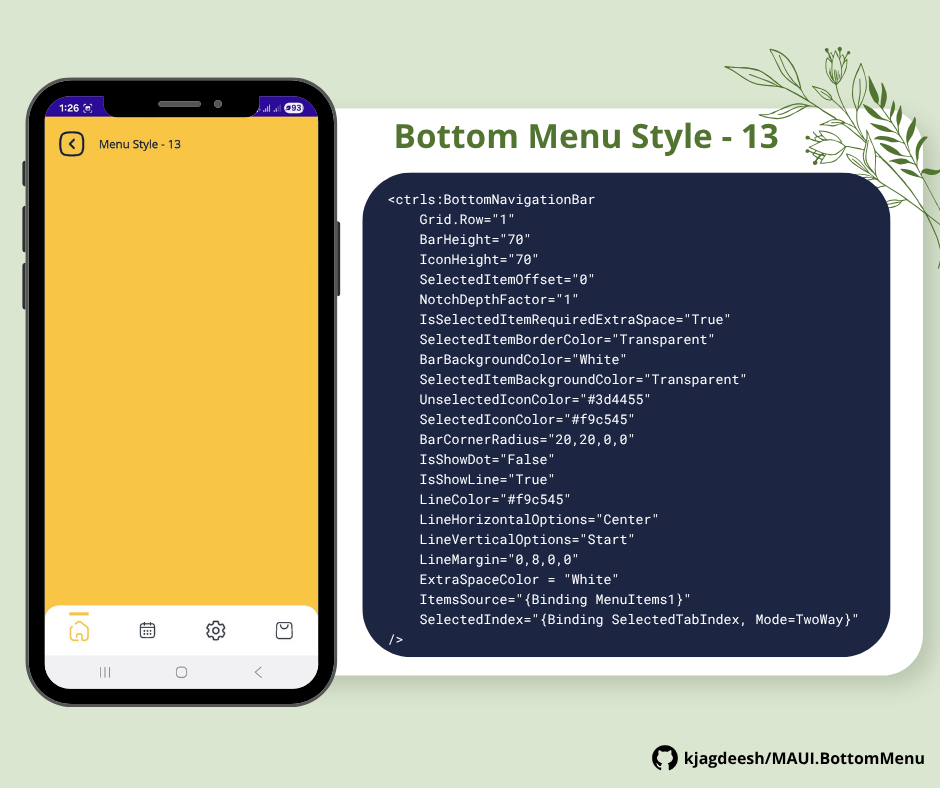 1:26
93
Menu Style - 13
Bottom Menu Style - 13
<ctrls:BottomNavigationBar
    Grid.Row="1"
    BarHeight="70"
    IconHeight="70"
    SelectedItemOffset="0"
    NotchDepthFactor="1"
    IsSelectedItemRequiredExtraSpace="True"
    SelectedItemBorderColor="Transparent"
    BarBackgroundColor="White"
    SelectedItemBackgroundColor="Transparent"
    UnselectedIconColor="#3d4455"
    SelectedIconColor="#f9c545"
    BarCornerRadius="20,20,0,0"
    IsShowDot="False"
    IsShowLine="True"
    LineColor="#f9c545"
    LineHorizontalOptions="Center"
    LineVerticalOptions="Start"
    LineMargin="0,8,0,0"
    ExtraSpaceColor = "White"
    ItemsSource="{Binding MenuItems1}"
    SelectedIndex="{Binding SelectedTabIndex, Mode=TwoWay}"
/>
kjagdeesh/MAUI.BottomMenu